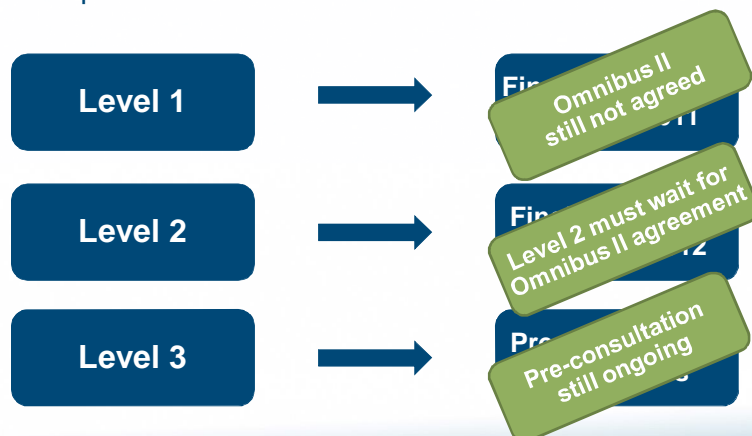 Level 1
Omnibus II
still not agreed
Level 2
Level 2 must wait for
Omnibus II agreement
Level 3
Pre-consultation
still ongoing